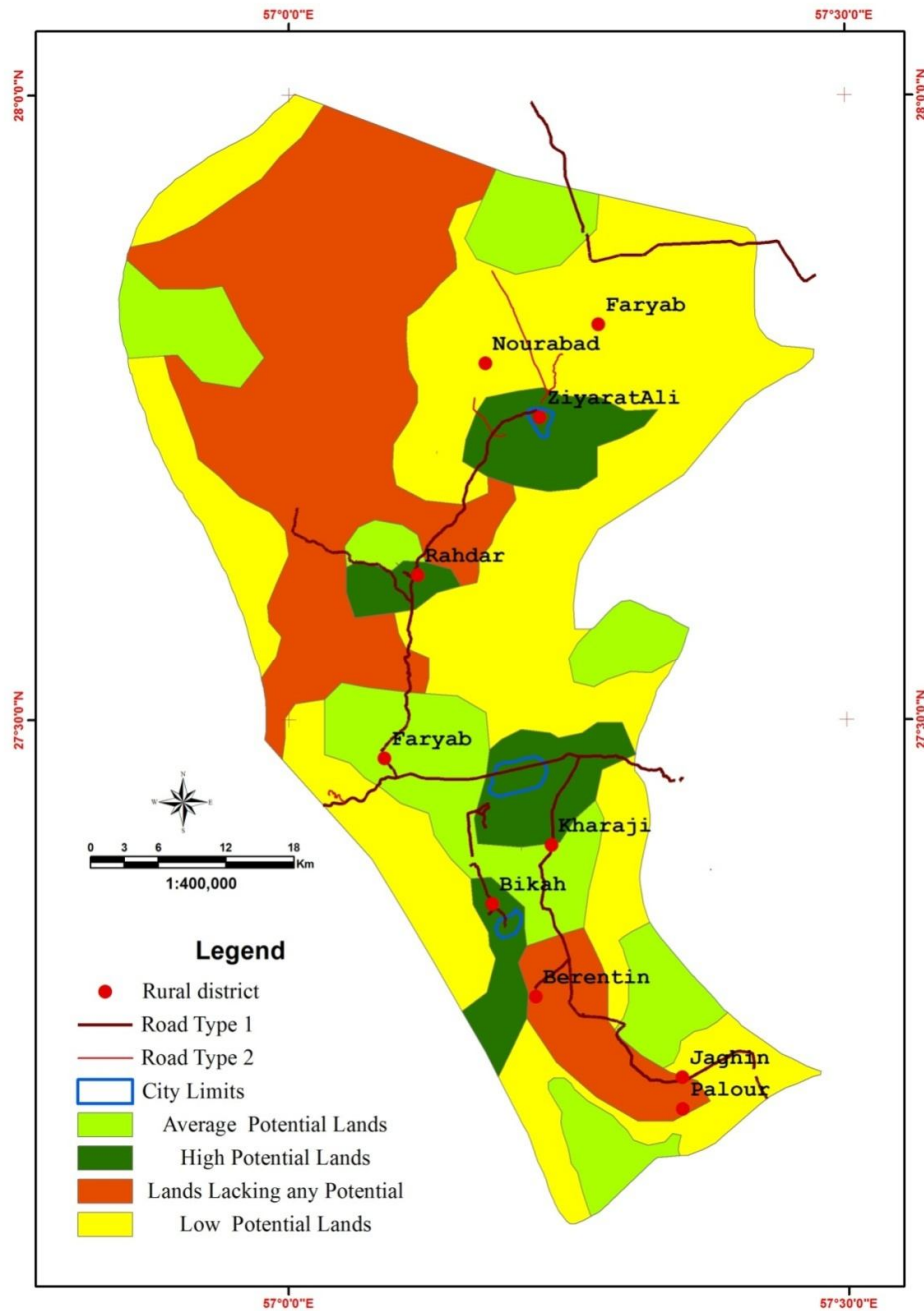 57°0'0"E
57°30'0"E
28°0'0"N
28°0'0"N
Faryab
Nourabad
ZiyaratAli
Rahdar
27°30'0"N
27°30'0"N
Faryab
N
W E
S
Kharaji
0 3 6 12 18
Km
1:400,000
Bikah
Legend
Berentin
Rural district
Road Type 1
Road Type 2
Jaghin
City Limits
Palour
Average Potential Lands
High Potential Lands
Lands Lacking any Potential
Low Potential Lands
57°0'0"E
57°30'0"E